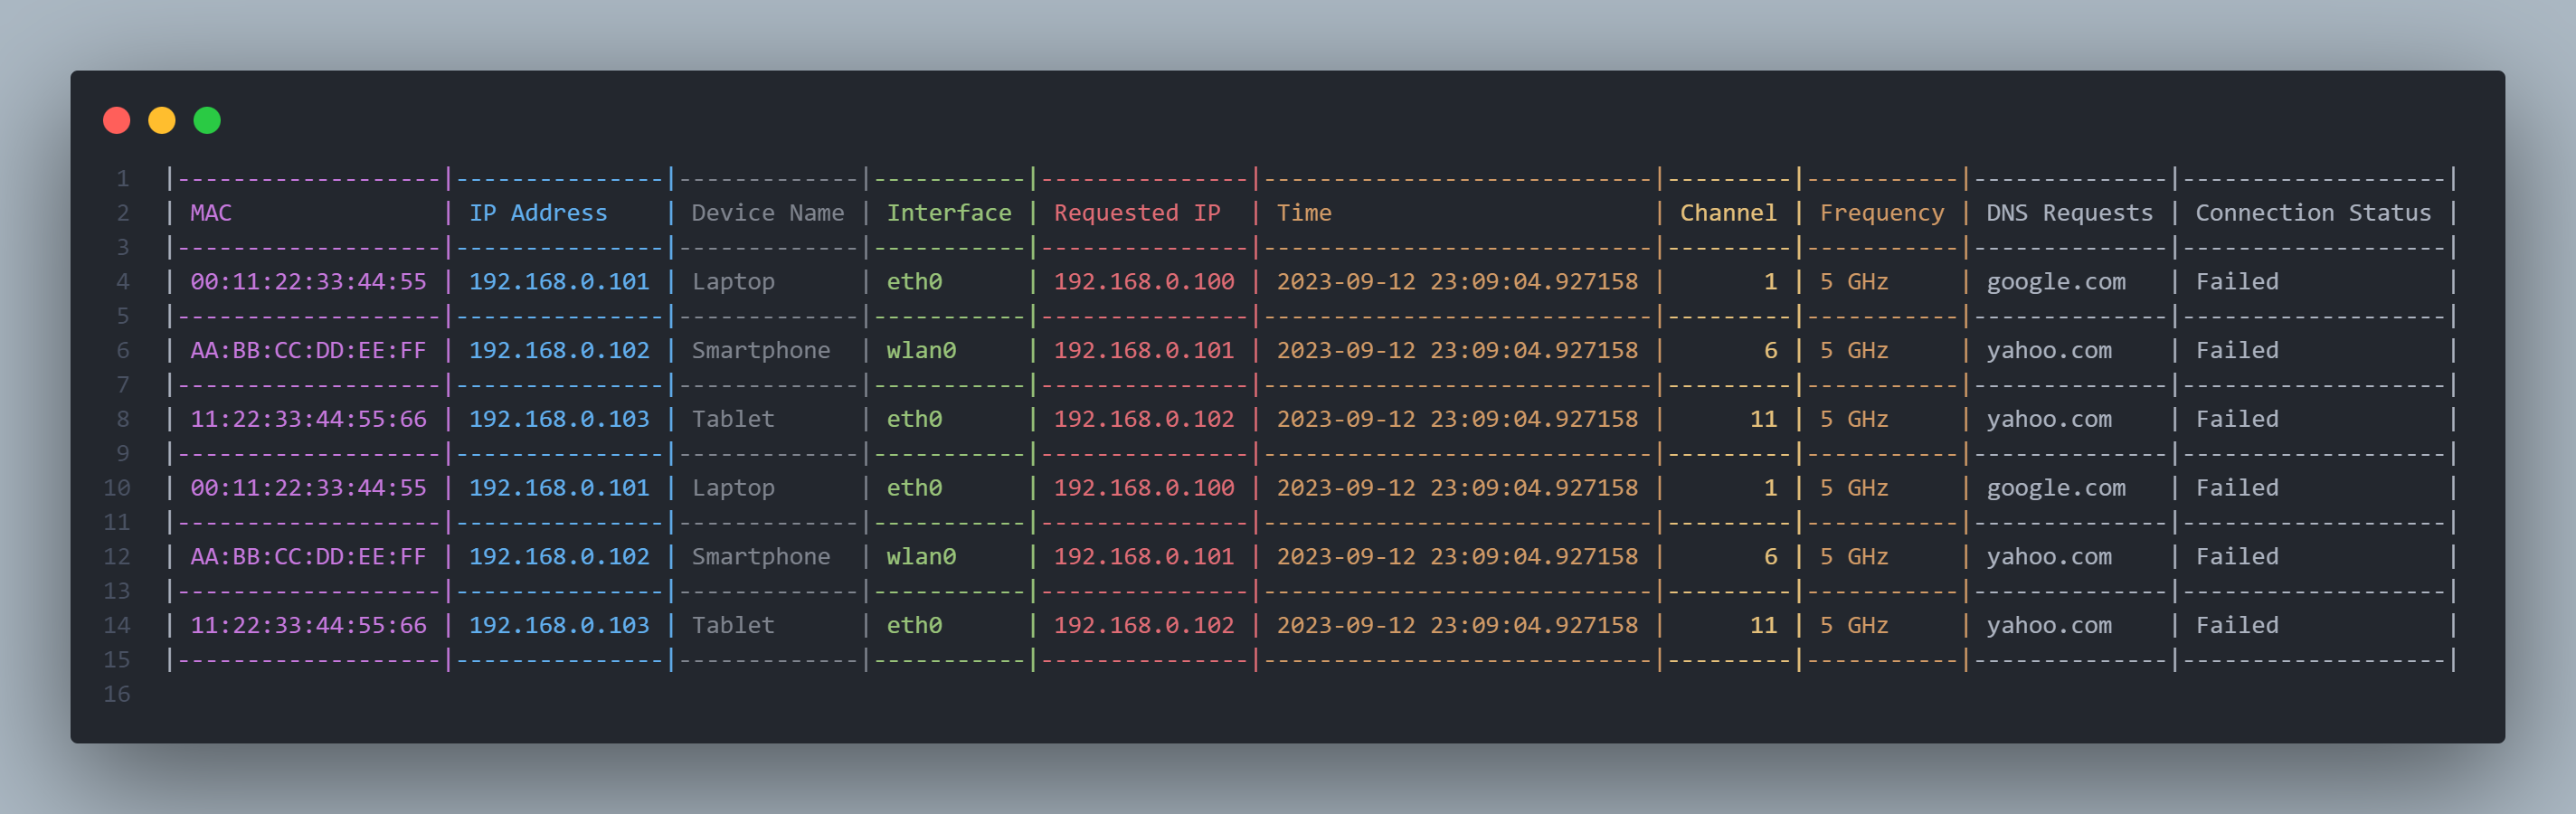 1 |-------------------|---------------|-------------|-----------|---------------|----------------------------|---------|-----------|--------------|-------------------|
2 | MAC | IP Address | Device Name | Interface | Requested IP | Time | Channel | Frequency | DNS Requests | Connection Status |
3 |-------------------|---------------|-------------|-----------|---------------|----------------------------|---------|-----------|--------------|-------------------|
4 | 00:11:22:33:44:55 | 192.168.0.101 | Laptop | eth0 | 192.168.0.100 | 2023-09-12 23:09:04.927158 | 1 | 5 GHz | google.com | Failed |
5 |-------------------|---------------|-------------|-----------|---------------|----------------------------|---------|-----------|--------------|-------------------|
6 | AA:BB:CC:DD:EE:FF | 192.168.0.102 | Smartphone | wlan0 | 192.168.0.101 | 2023-09-12 23:09:04.927158 | 6 | 5 GHz | yahoo.com | Failed |
7 |-------------------|---------------|-------------|-----------|---------------|----------------------------|---------|-----------|--------------|-------------------|
8 | 11:22:33:44:55:66 | 192.168.0.103 | Tablet | eth0 | 192.168.0.102 | 2023-09-12 23:09:04.927158 | 11 | 5 GHz | yahoo.com | Failed |
9 |-------------------|---------------|-------------|-----------|---------------|----------------------------|---------|-----------|--------------|-------------------|
10 | 00:11:22:33:44:55 | 192.168.0.101 | Laptop | eth0 | 192.168.0.100 | 2023-09-12 23:09:04.927158 | 1 | 5 GHz | google.com | Failed |
11 |-------------------|---------------|-------------|-----------|---------------|----------------------------|---------|-----------|--------------|-------------------|
12 | AA:BB:CC:DD:EE:FF | 192.168.0.102 | Smartphone | wlan0 | 192.168.0.101 | 2023-09-12 23:09:04.927158 | 6 | 5 GHz | yahoo.com | Failed |
13 |-------------------|---------------|-------------|-----------|---------------|----------------------------|---------|-----------|--------------|-------------------|
14 | 11:22:33:44:55:66 | 192.168.0.103 | Tablet | eth0 | 192.168.0.102 | 2023-09-12 23:09:04.927158 | 11 | 5 GHz | yahoo.com | Failed |
15 |-------------------|---------------|-------------|-----------|---------------|----------------------------|---------|-----------|--------------|-------------------|
16